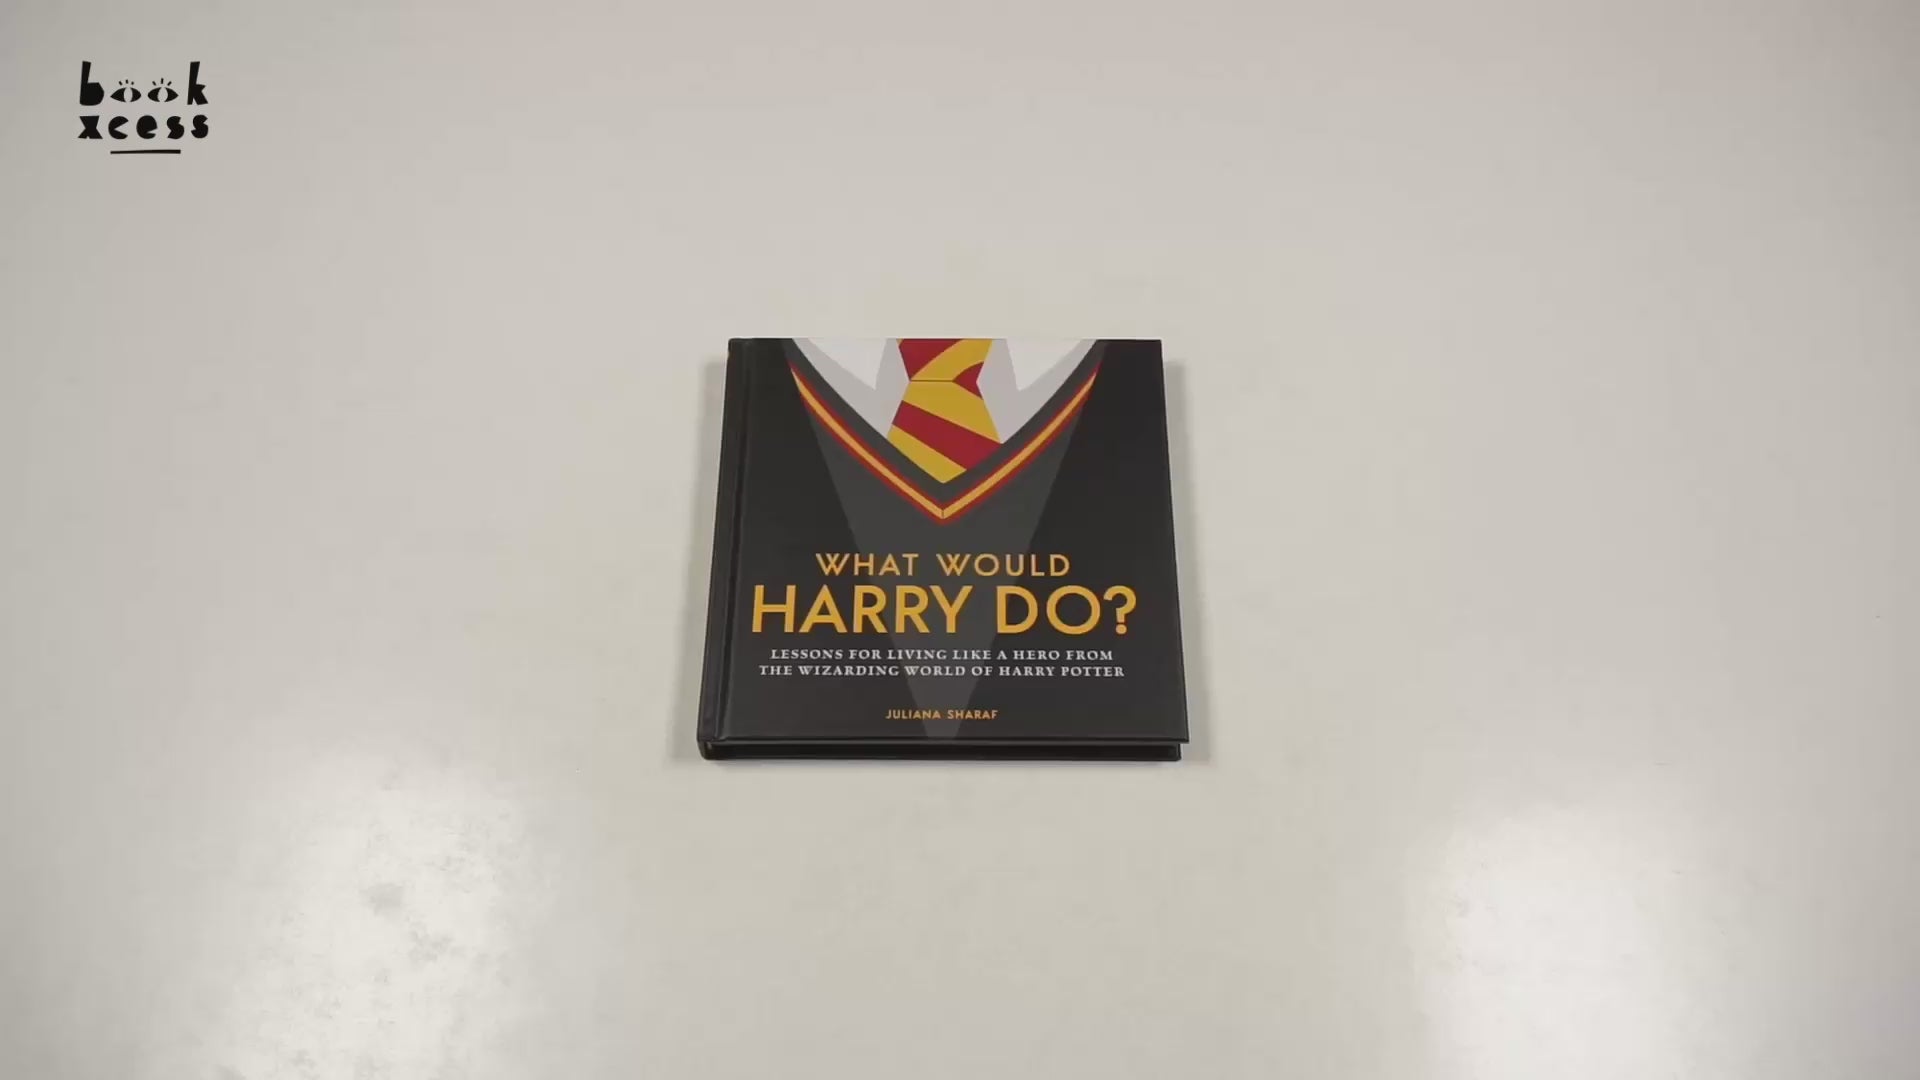 book
xcess
WHAT WOULD
HARRY DO?
LESSONS FOR LIVING LIKE A HERO FROM
THE WIZARDING WORLD OF HARRY POTTER
JULIANA SHARAF